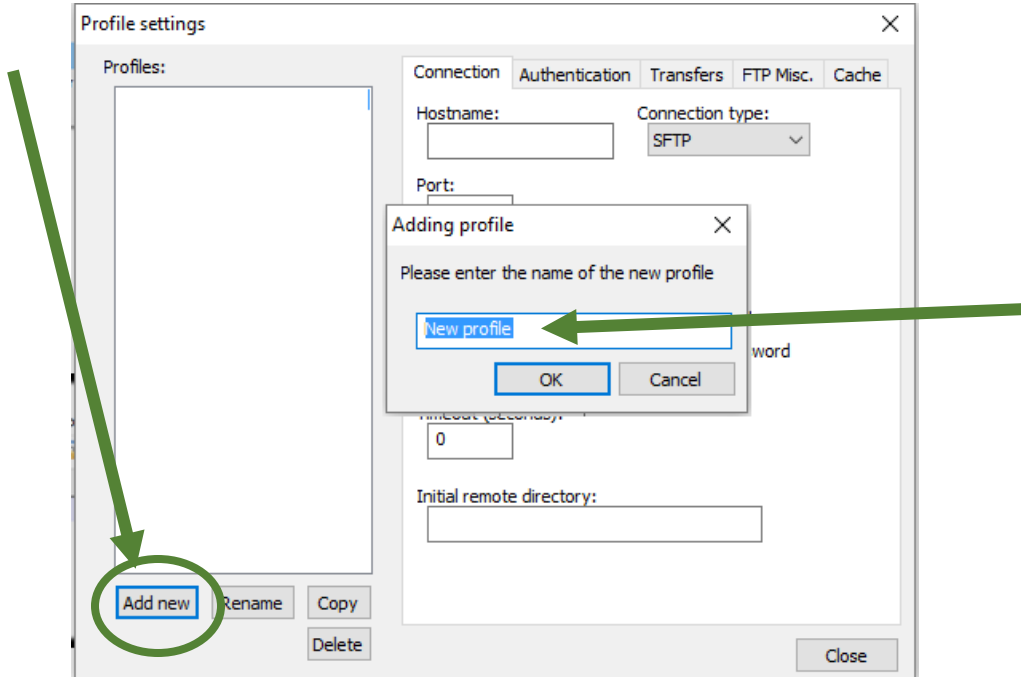 Profile settings
Profiles:
Connection Authentication Transfers FTP Misc. Cache
Hostname: Connection type:
SFTP
Port:
Adding profile
Please enter the name of the new profile
New profile
word
OK Cancel
Timeout (seconds):
0
Initial remote directory:
Add new Rename Copy
Delete
Close